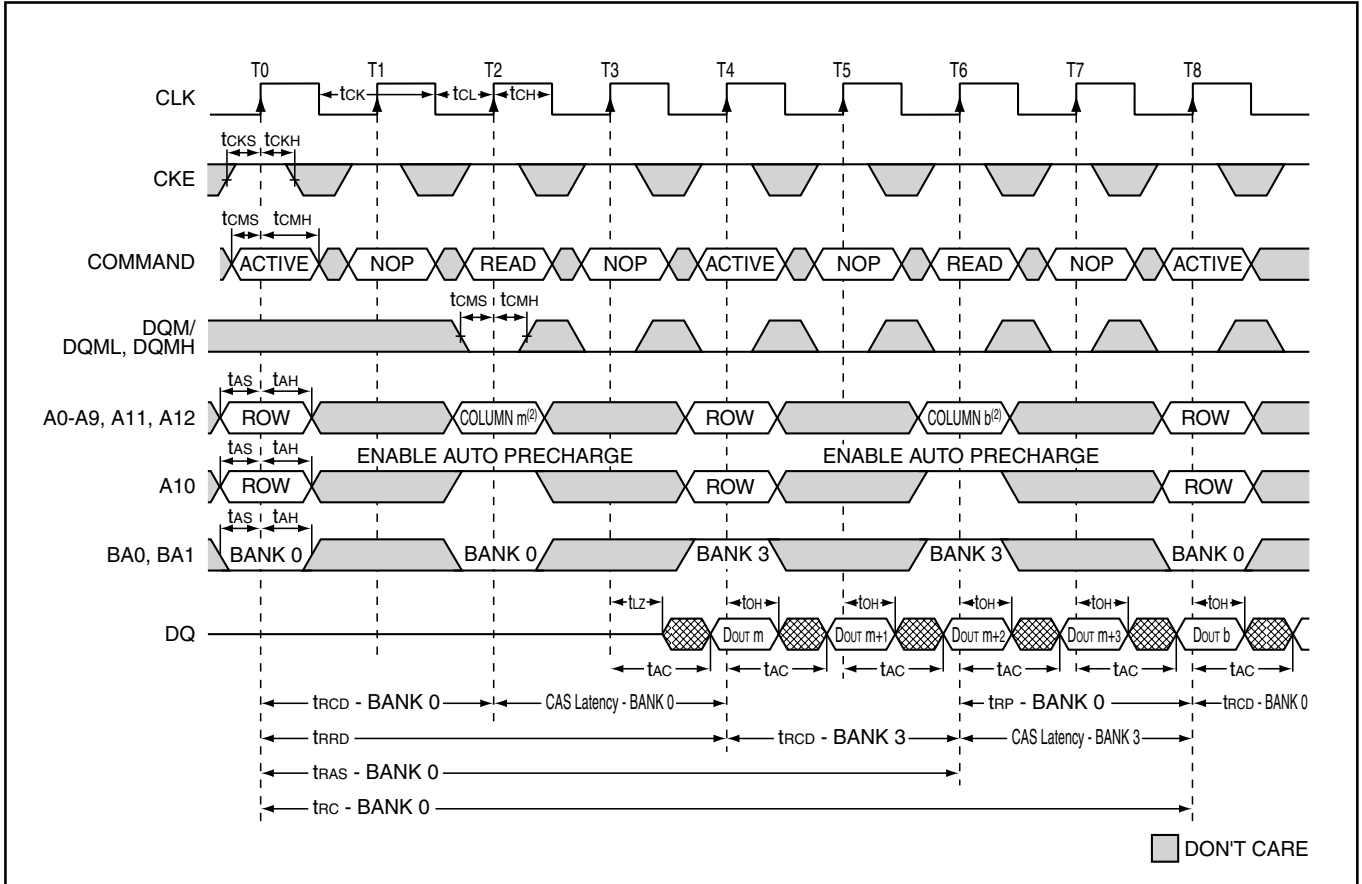 T0 T1 T2 T3 T4 T5 T6 T7 T8
CLK tCK tCL tCH
tCKS tCKH
CKE
tCMS tCMH
COMMAND ACTIVE NOP READ NOP ACTIVE NOP READ NOP ACTIVE
tCMS tCMH
DQM/
DQML, DQMH
tAS tAH
A0-A9, A11, A12 ROW COLUMN m(2) ROW COLUMN b(2) ROW
tAS tAH ENABLE AUTO PRECHARGE ENABLE AUTO PRECHARGE
A10 ROW ROW ROW
tAS tAH
BA0, BA1 BANK 0 BANK 0 BANK 3 BANK 3 BANK 0
tLZ tOH tOH tOH tOH tOH
DQ DOUT m DOUT m+1 DOUT m+2 DOUT m+3 DOUT b
tAC tAC tAC tAC tAC tAC
tRCD - BANK 0 CAS Latency - BANK 0 tRP - BANK 0 tRCD - BANK 0
tRRD tRCD - BANK 3 CAS Latency - BANK 3
tRAS - BANK 0
tRC - BANK 0
DON'T CARE